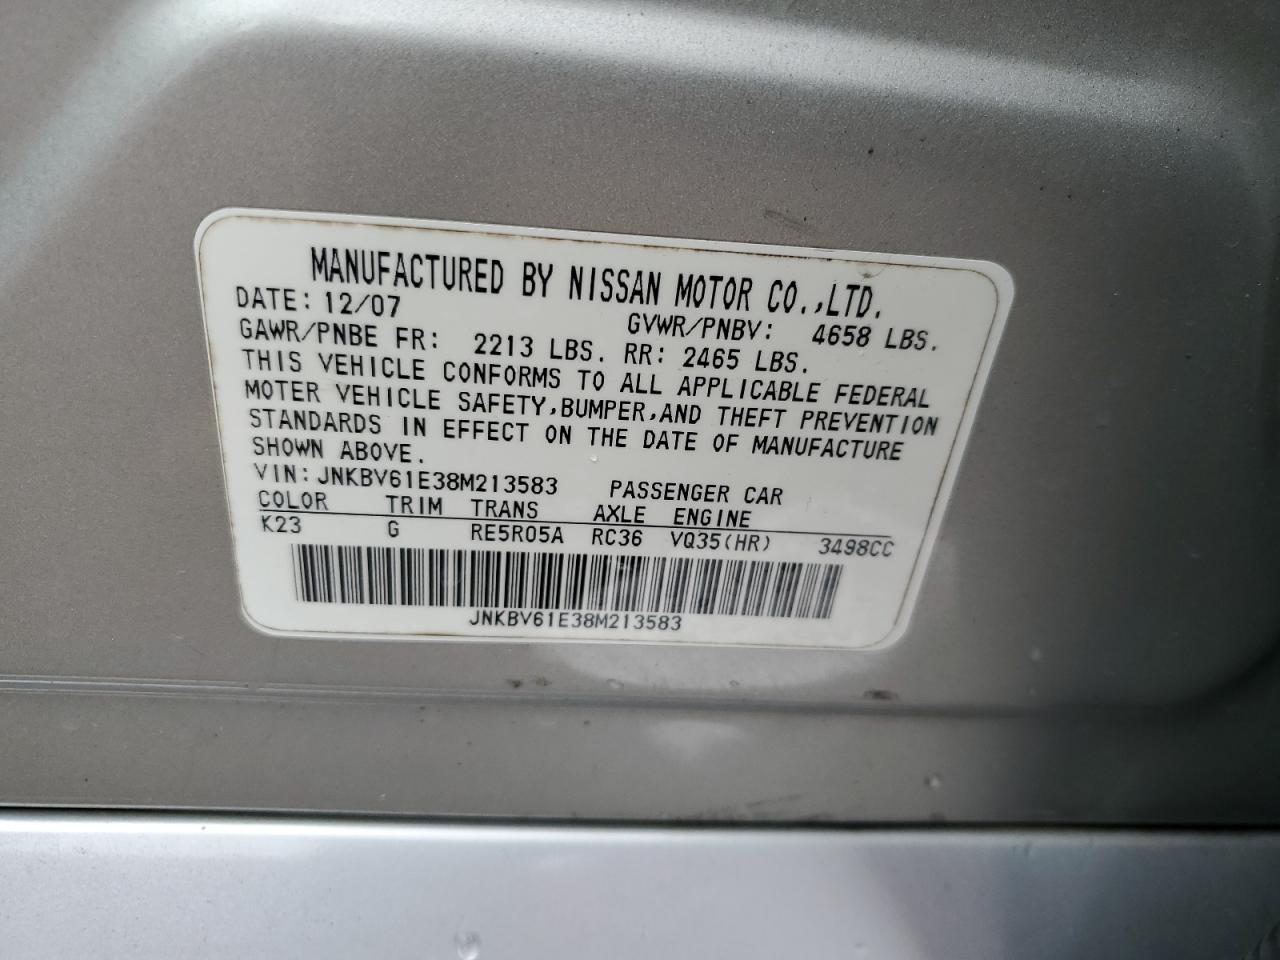 MANUFACTURED BY NISSAN MOTOR CO.,LTD.
DATE: 12/07 GVWR/PNBV: 4658 LBS.
GAWR/PNBE FR: 2213 LBS. RR: 2465 LBS.
THIS VEHICLE CONFORMS TO ALL APPLICABLE FEDERAL
MOTER VEHICLE SAFETY,BUMPER,AND THEFT PREVENTION
STANDARDS IN EFFECT ON THE DATE OF MANUFACTURE
SHOWN ABOVE.
VIN:JNKBV61E38M213583 PASSENGER CAR
COLOR TRIM TRANS AXLE ENGINE
K23 G RE5R05A RC36 VQ35(HR) 3498CC
JNKBV61E38M213583